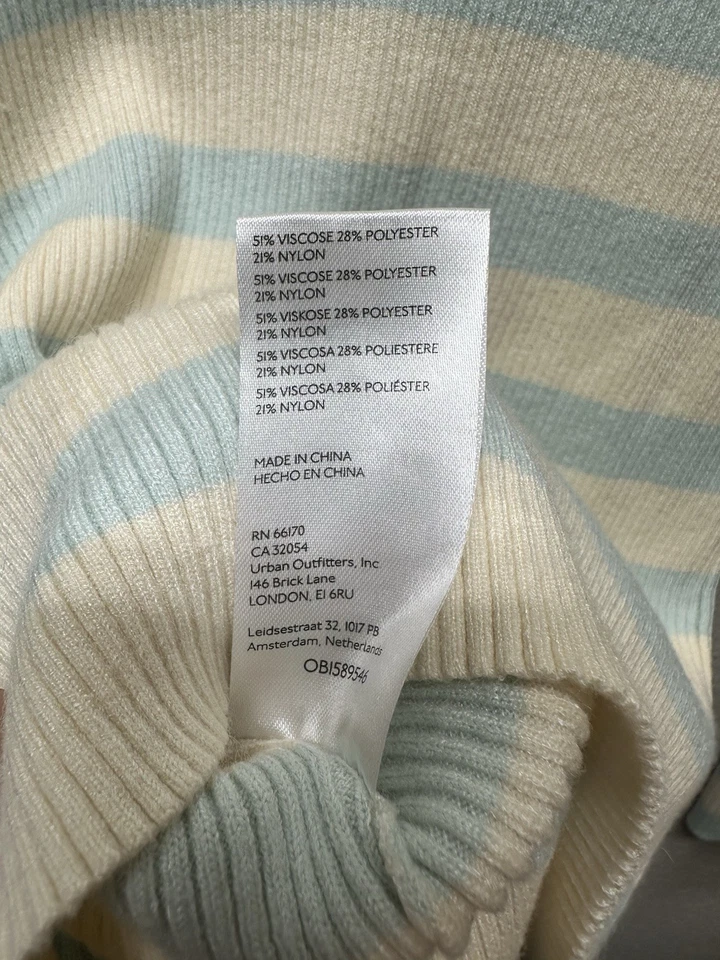 51% VISCOSE 28% POLYESTER
21% NYLON
51% VISCOSE 28% POLYESTER
21% NYLON
51% VISKOSE 28% POLYESTER
21% NYLON
51% VISCOSA 28% POLIESTERE
21% NYLON
51% VISCOSA 28% POLIÉSTER
21% NYLON
MADE IN CHINA
HECHO EN CHINA
RN 66170
CA 32054
Urban Outfitters, Inc
146 Brick Lane
LONDON, E1 6RU
Leidsestraat 32, 1017 PB
Amsterdam, Netherlands
OB1589546